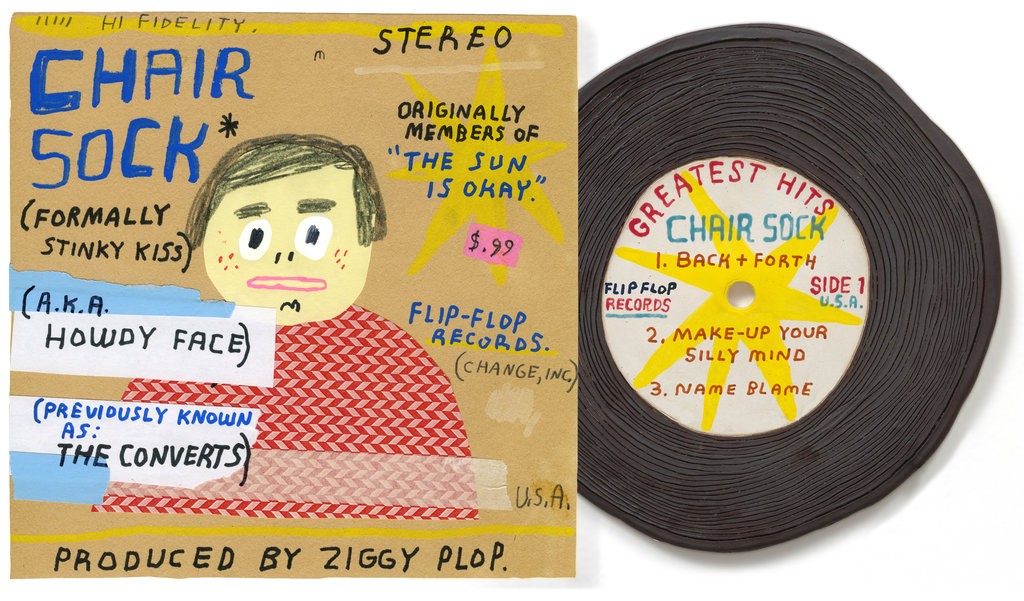 HI FIDELITY.
STEREO
CHAIR
SOCK*
(FORMALLY
STINKY KISS)
(A.K.A.
HOWDY FACE)
(PREVIOUSLY KNOWN
AS:
THE CONVERTS)
ORIGINALLY
MEMBERS OF
"THE SUN
IS OKAY."
$.99
FLIP-FLOP
RECORDS.
(CHANGE, INC.)
U.S.A.
PRODUCED BY ZIGGY PLOP.
GREATEST HITS
CHAIR SOCK
1. BACK + FORTH
FLIP FLOP
RECORDS
SIDE 1
U.S.A.
2. MAKE-UP YOUR
SILLY MIND
3. NAME BLAME